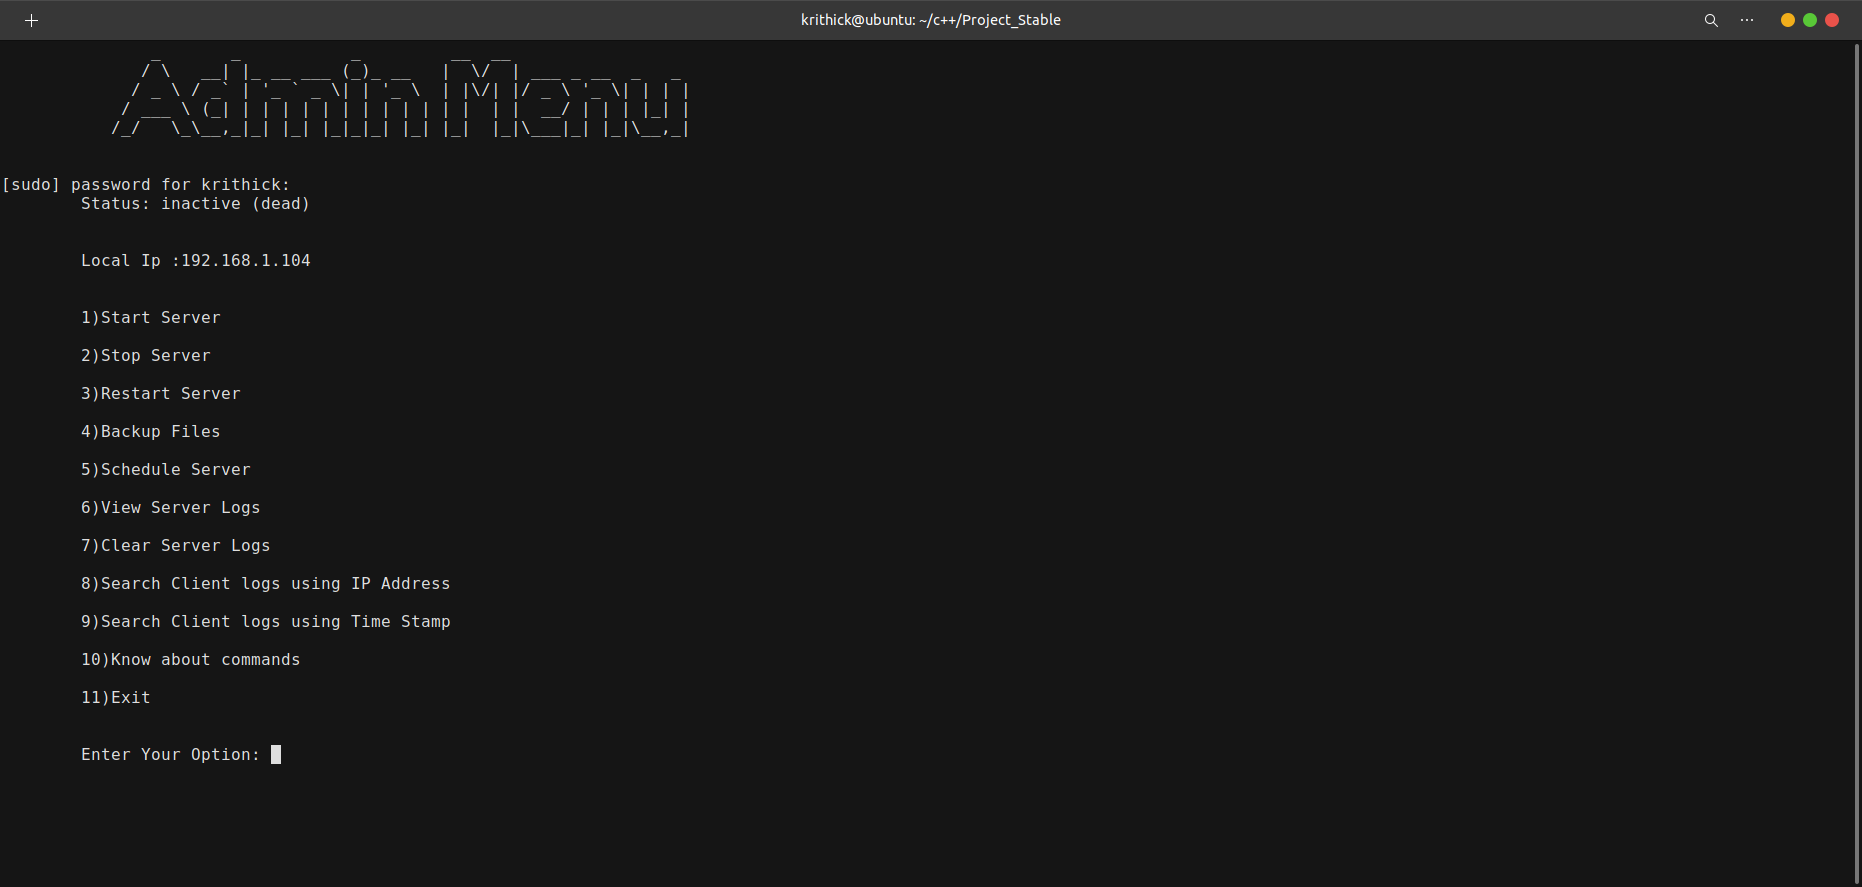 krithick@ubuntu: ~/c++/Project_Stable
Admin Menu
[sudo] password for krithick:
Status: inactive (dead)
Local Ip :192.168.1.104
1)Start Server
2)Stop Server
3)Restart Server
4)Backup Files
5)Schedule Server
6)View Server Logs
7)Clear Server Logs
8)Search Client logs using IP Address
9)Search Client logs using Time Stamp
10)Know about commands
11)Exit
Enter Your Option: